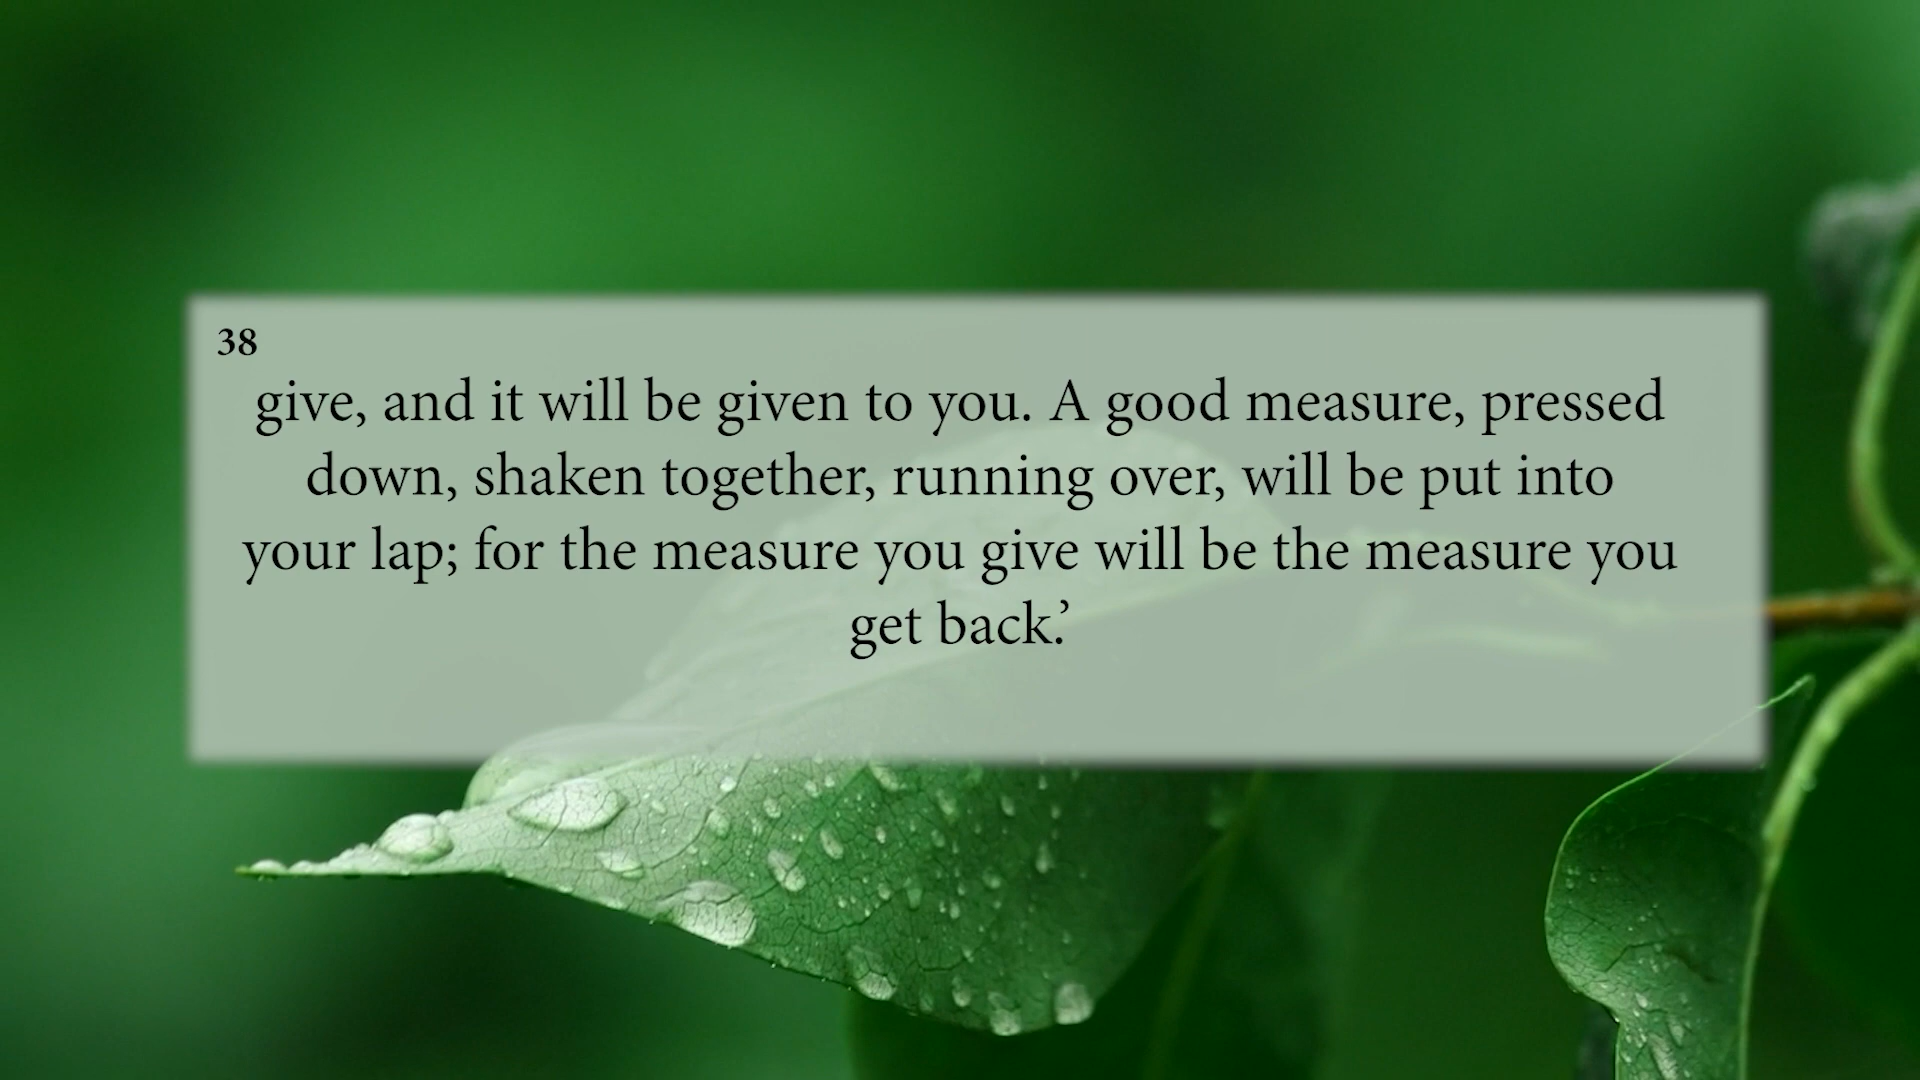 38
give, and it will be given to you. A good measure, pressed
down, shaken together, running over, will be put into
your lap; for the measure you give will be the measure you
get back.’